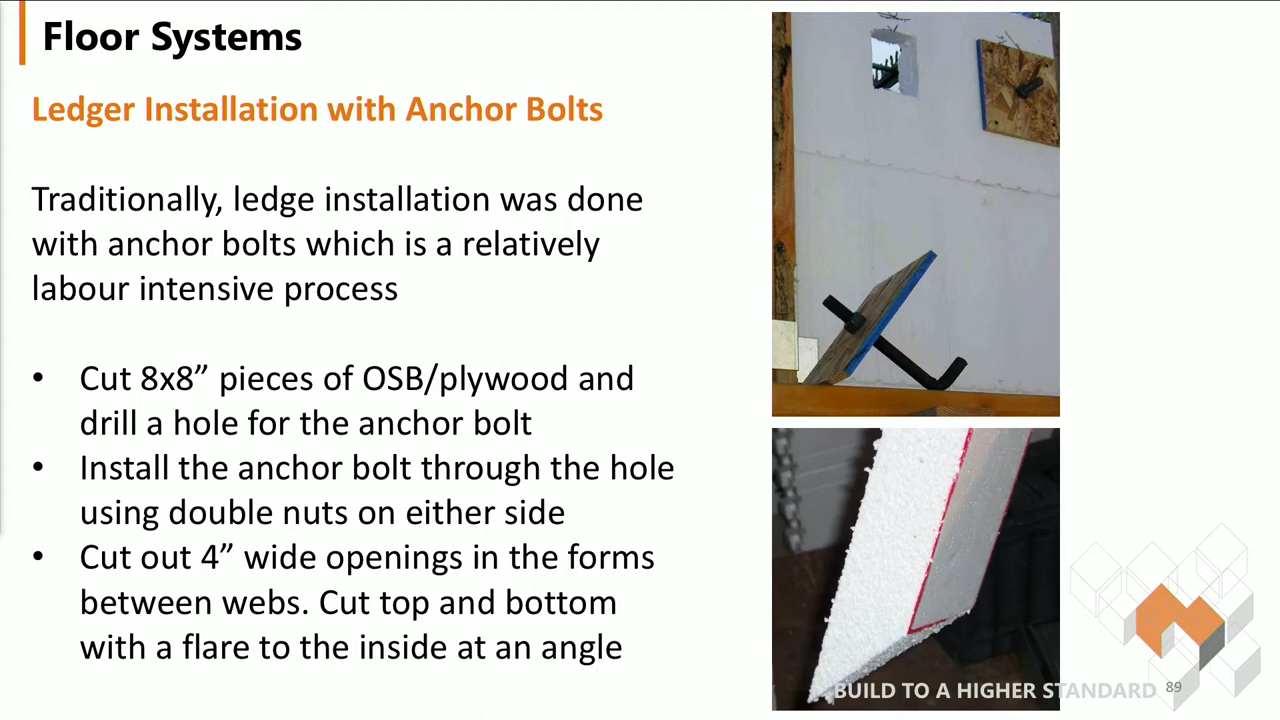 Floor Systems
Ledger Installation with Anchor Bolts
Traditionally, ledge installation was done
with anchor bolts which is a relatively
labour intensive process
• Cut 8x8” pieces of OSB/plywood and
drill a hole for the anchor bolt
• Install the anchor bolt through the hole
using double nuts on either side
• Cut out 4” wide openings in the forms
between webs. Cut top and bottom
with a flare to the inside at an angle
BUILD TO A HIGHER STANDARD 89